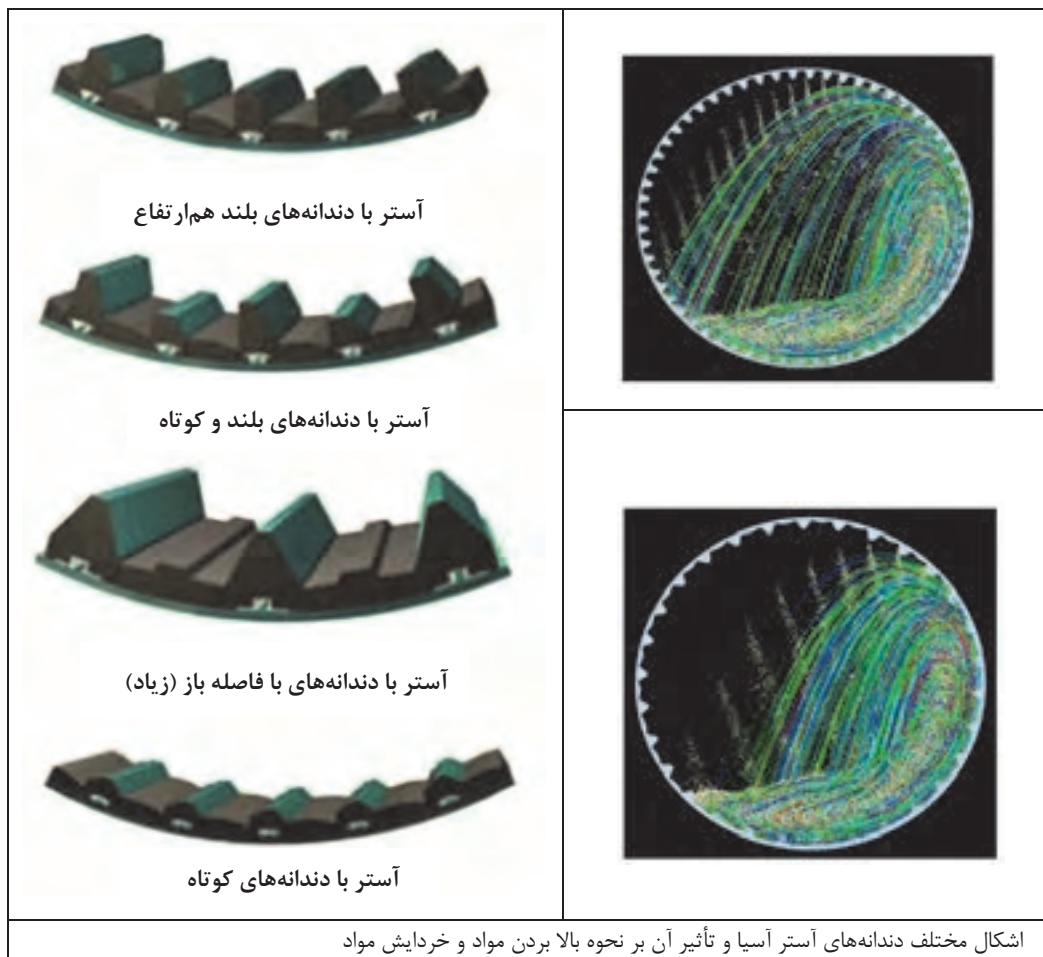 آستر با دندانه‌های بلند هم‌ارتفاع
آستر با دندانه‌های بلند و کوتاه
آستر با دندانه‌های با فاصله باز (زیاد)
آستر با دندانه‌های کوتاه
اشکال مختلف دندانه‌های آستر آسیا و تأثیر آن بر نحوه بالا بردن مواد و خردایش مواد